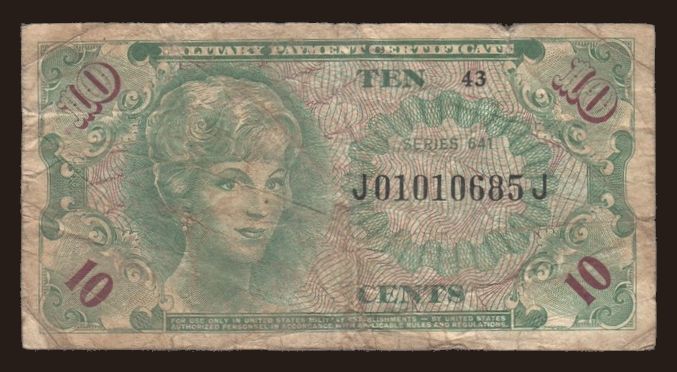 MILITARY PAYMENT CERTIFICATE
10 TEN 43 10
SERIES 641
J01010685J
10 CENTS 10
FOR USE ONLY IN UNITED STATES MILITARY ESTABLISHMENTS - BY UNITED STATES
AUTHORIZED PERSONNEL IN ACCORDANCE WITH APPLICABLE RULES AND REGULATIONS.